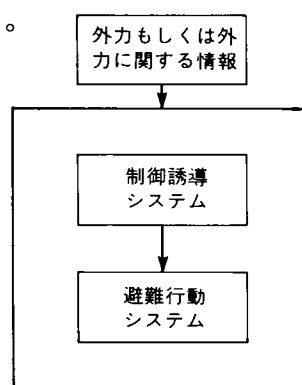 。
外力もしくは外
力に関する情報
制御誘導
システム
避難行動
システム